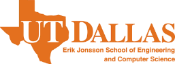 UT DALLAS
Erik Jonsson School of Engineering
and Computer Science